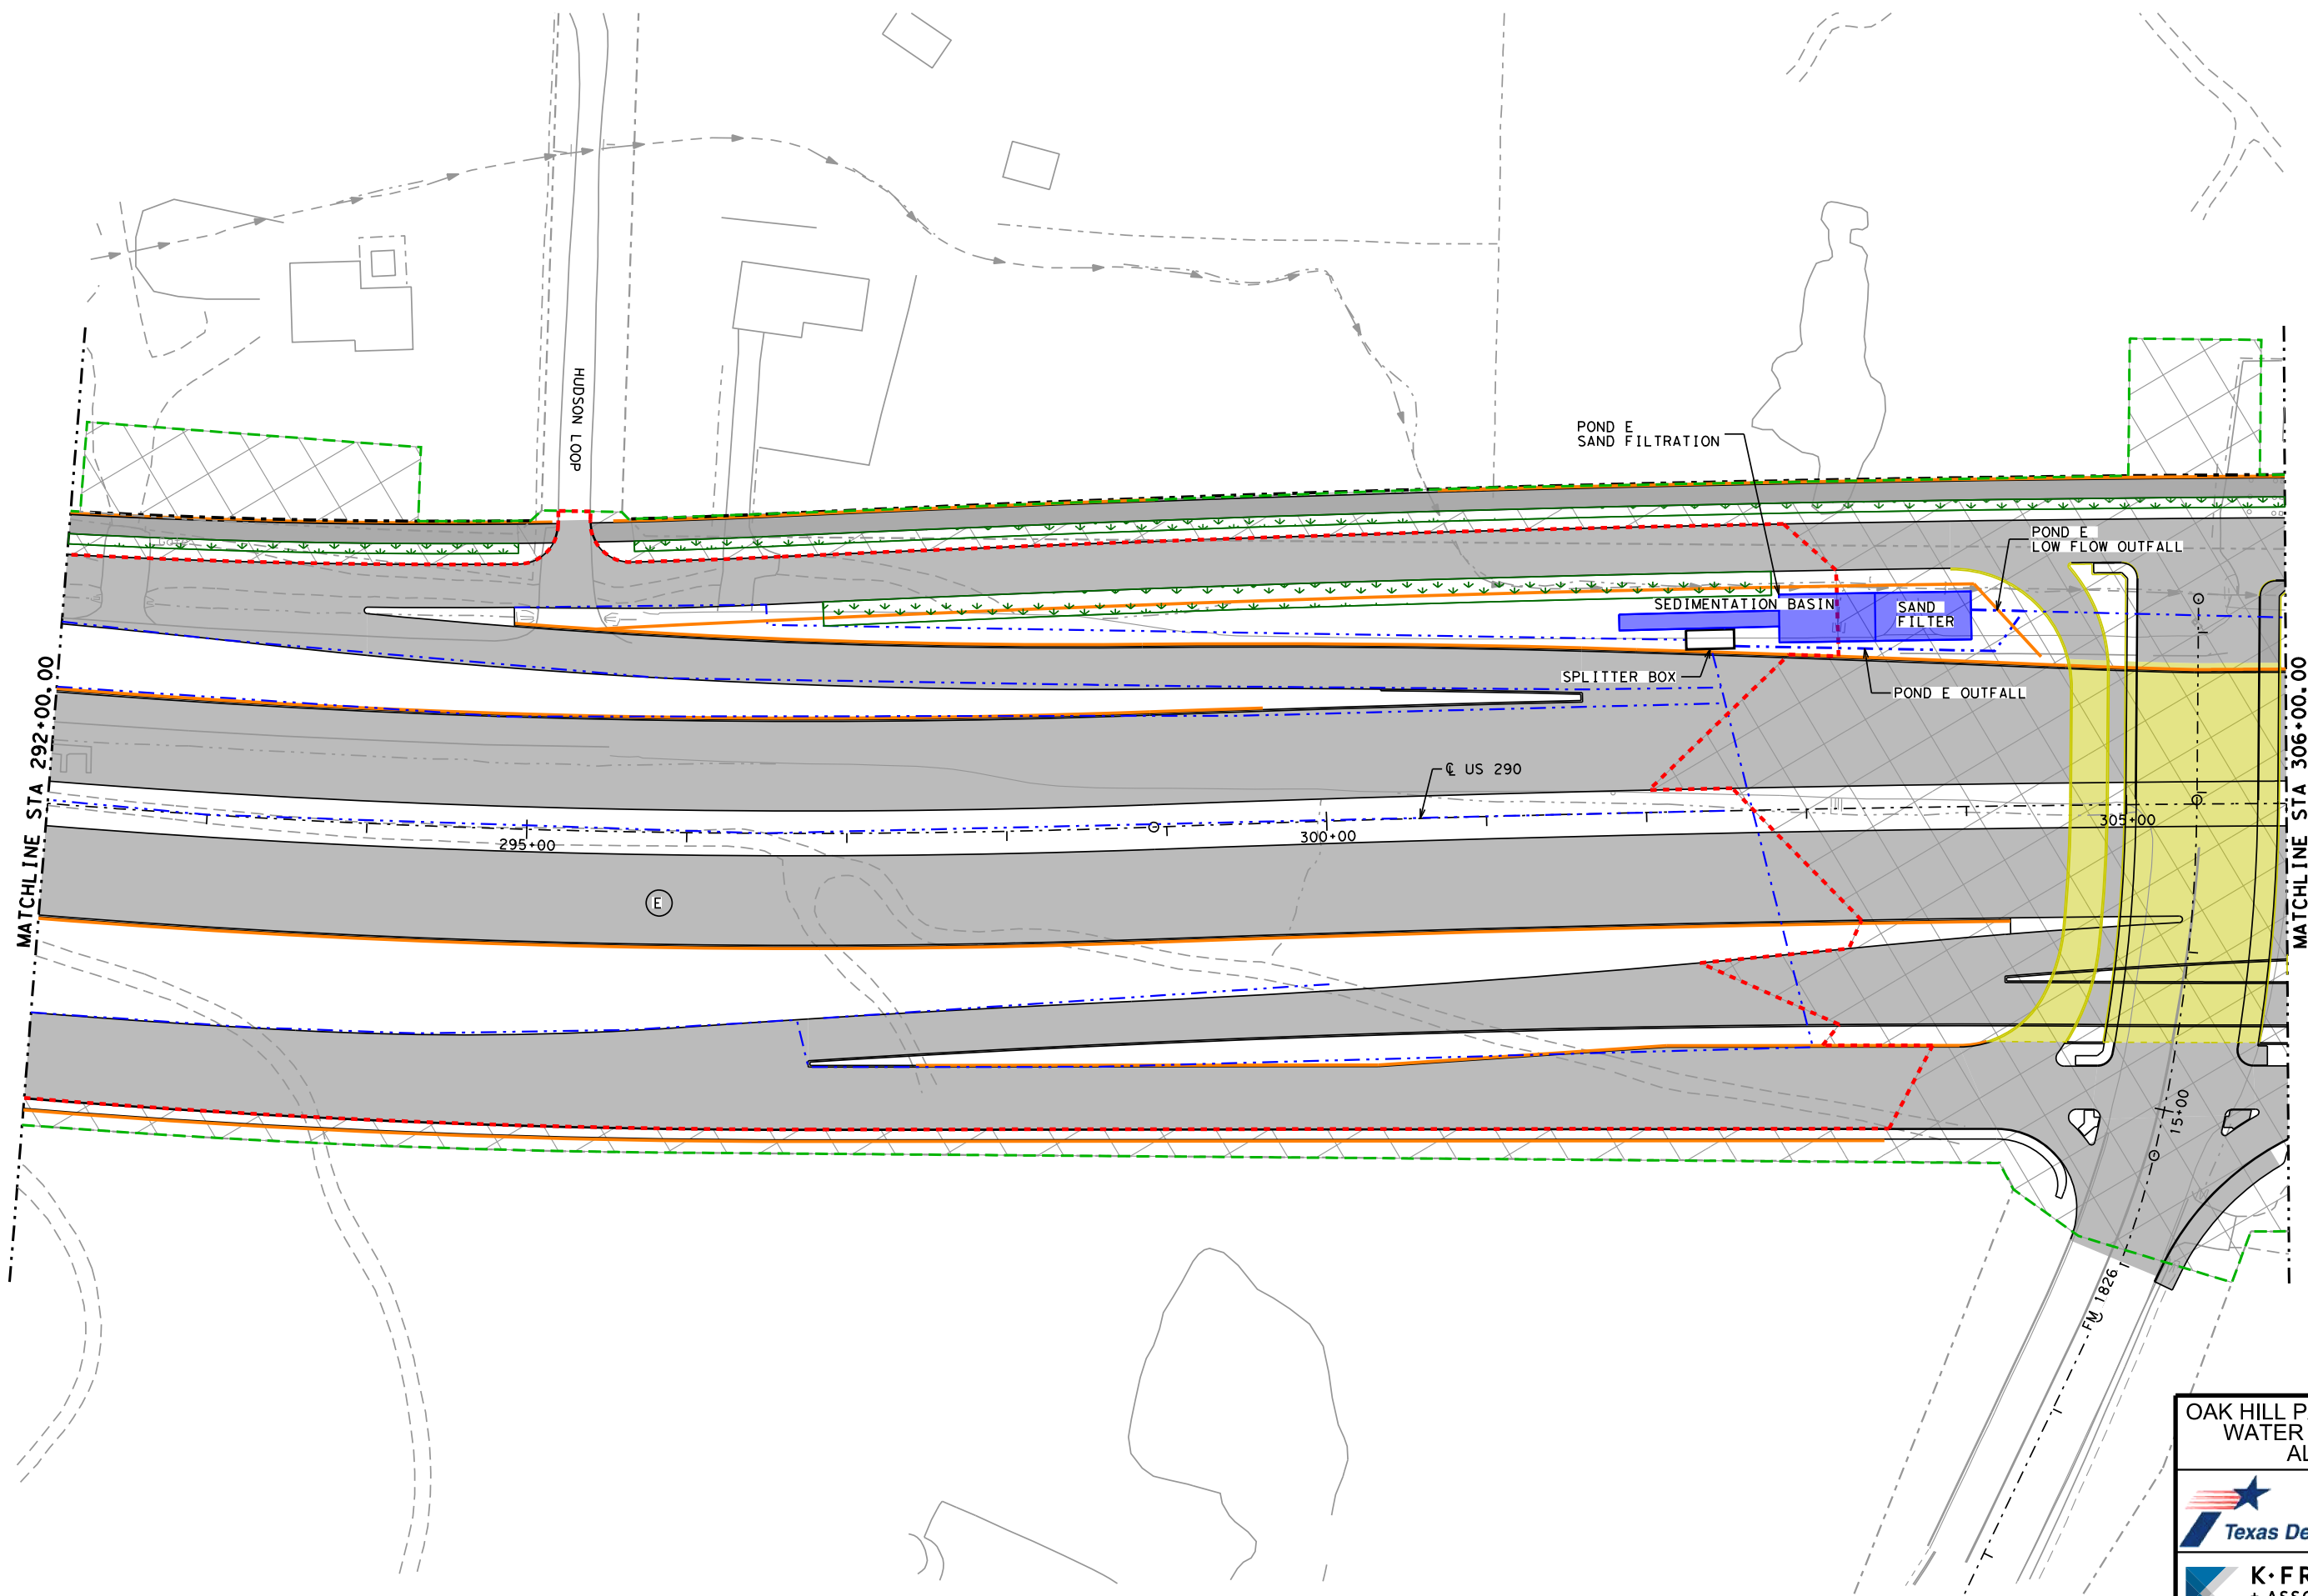 HUDSON LOOP
POND E
SAND FILTRATION
POND E
LOW FLOW OUTFALL
SEDIMENTATION BASIN
SAND
FILTER
SPLITTER BOX
POND E OUTFALL
MATCHLINE STA 292+00.00
MATCHLINE STA 306+00.00
℄ US 290
295+00
300+00
305+00
E
15+00
FM 1826
OAK HILL P
WATER
AL
Texas De
K·FR
+ ASSO